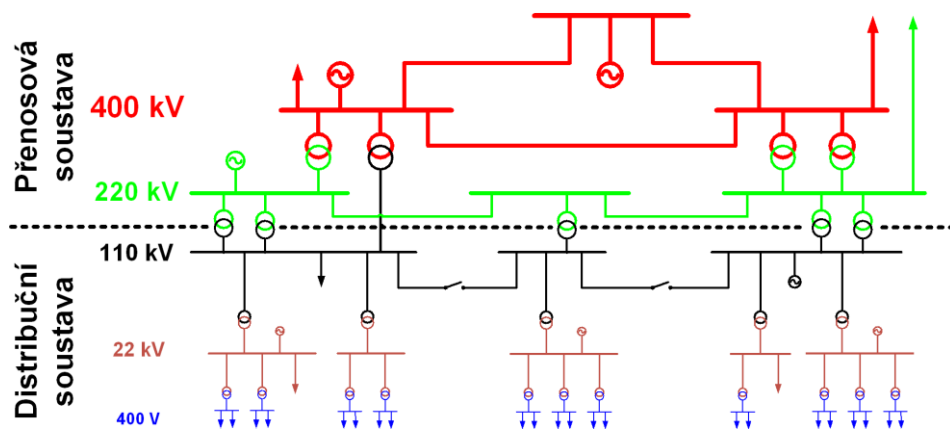 Přenosová
soustava
400 kV
220 kV
Distribuční
soustava
110 kV
22 kV
400 V